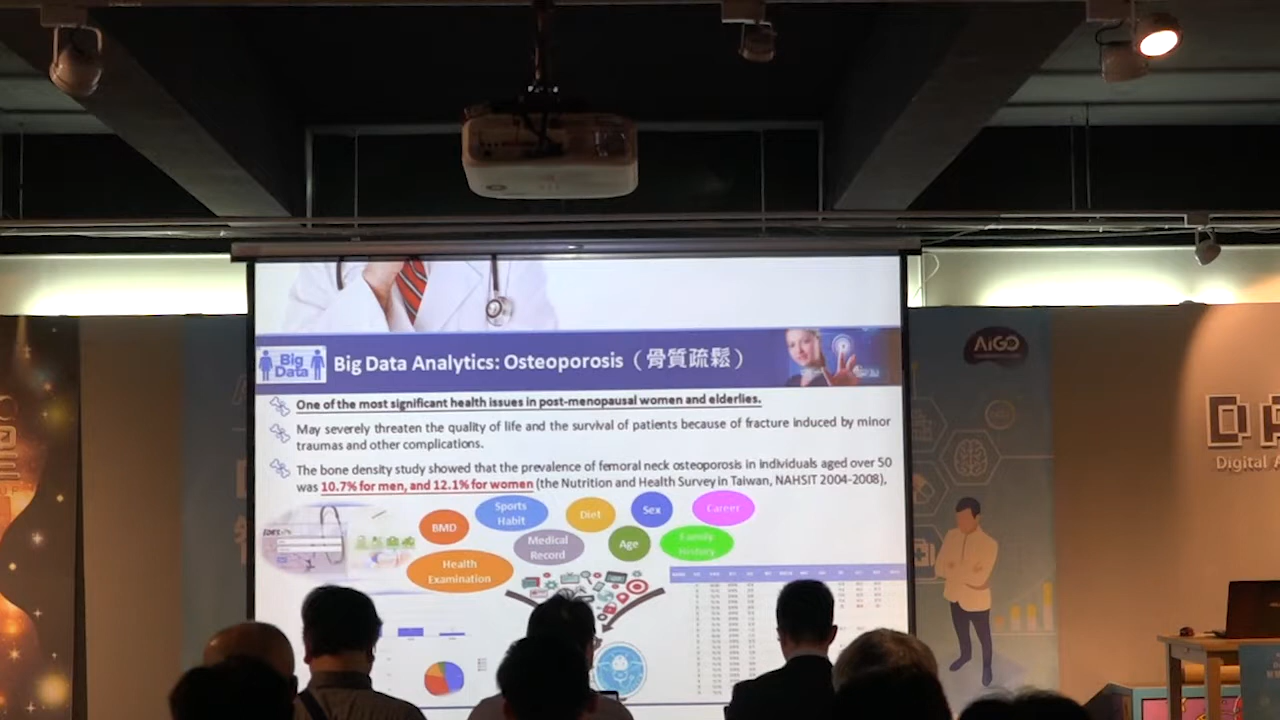 AiGO
Big
Data
Big Data Analytics: Osteoporosis（骨質疏鬆）
One of the most significant health issues in post-menopausal women and elderlies.
May severely threaten the quality of life and the survival of patients because of fracture induced by minor
traumas and other complications.
The bone density study showed that the prevalence of femoral neck osteoporosis in individuals aged over 50
was 10.7% for men, and 12.1% for women (the Nutrition and Health Survey in Taiwan, NAHSIT 2004-2008),
BMD
Sports
Habit
Diet
Sex
Career
Medical
Record
Age
Family
History
Health
Examination
Digital